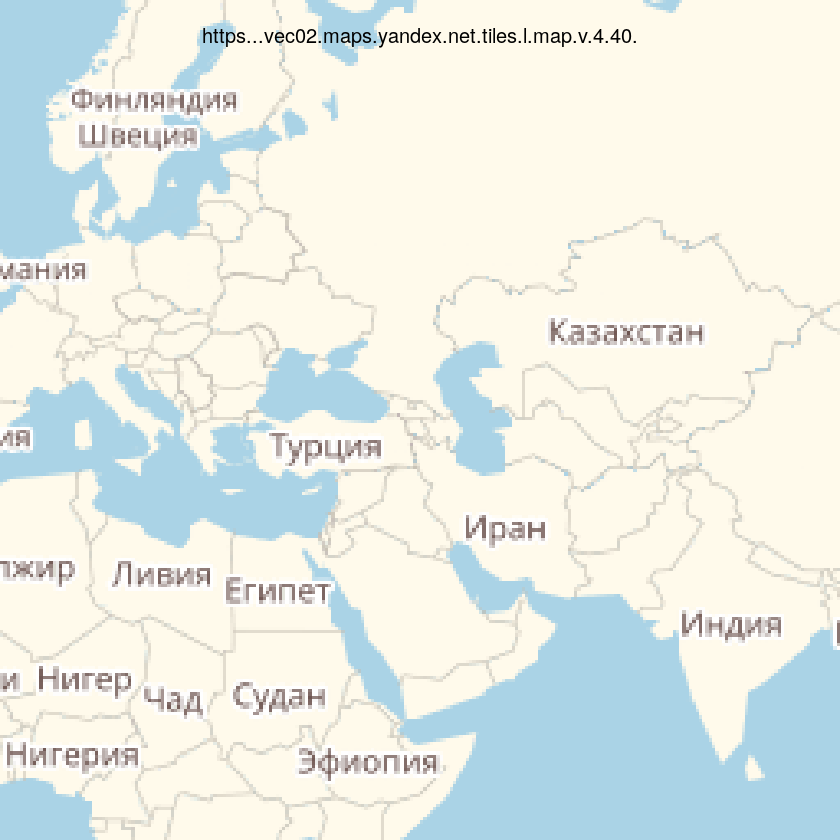 https...vec02.maps.yandex.net.tiles.l.map.v.4.40.
Финляндия
Швеция
мания
Казахстан
ия
Турция
Иран
лжир
Ливия
Египет
Индия
и Нигер
Чад
Судан
Нигерия
Эфиопия